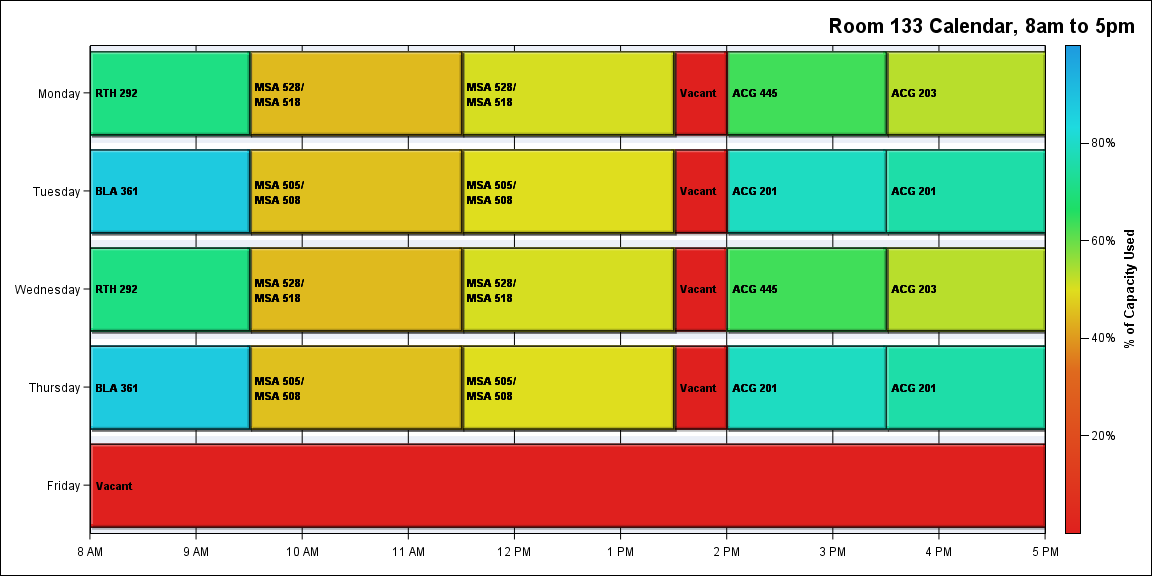 Room 133 Calendar, 8am to 5pm
Monday
RTH 292
MSA 528/
MSA 518
MSA 528/
MSA 518
Vacant
ACG 445
ACG 203
Tuesday
BLA 361
MSA 505/
MSA 508
MSA 505/
MSA 508
Vacant
ACG 201
ACG 201
Wednesday
RTH 292
MSA 528/
MSA 518
MSA 528/
MSA 518
Vacant
ACG 445
ACG 203
Thursday
BLA 361
MSA 505/
MSA 508
MSA 505/
MSA 508
Vacant
ACG 201
ACG 201
Friday
Vacant
8 AM 9 AM 10 AM 11 AM 12 PM 1 PM 2 PM 3 PM 4 PM 5 PM
80%
60%
40%
20%
% of Capacity Used